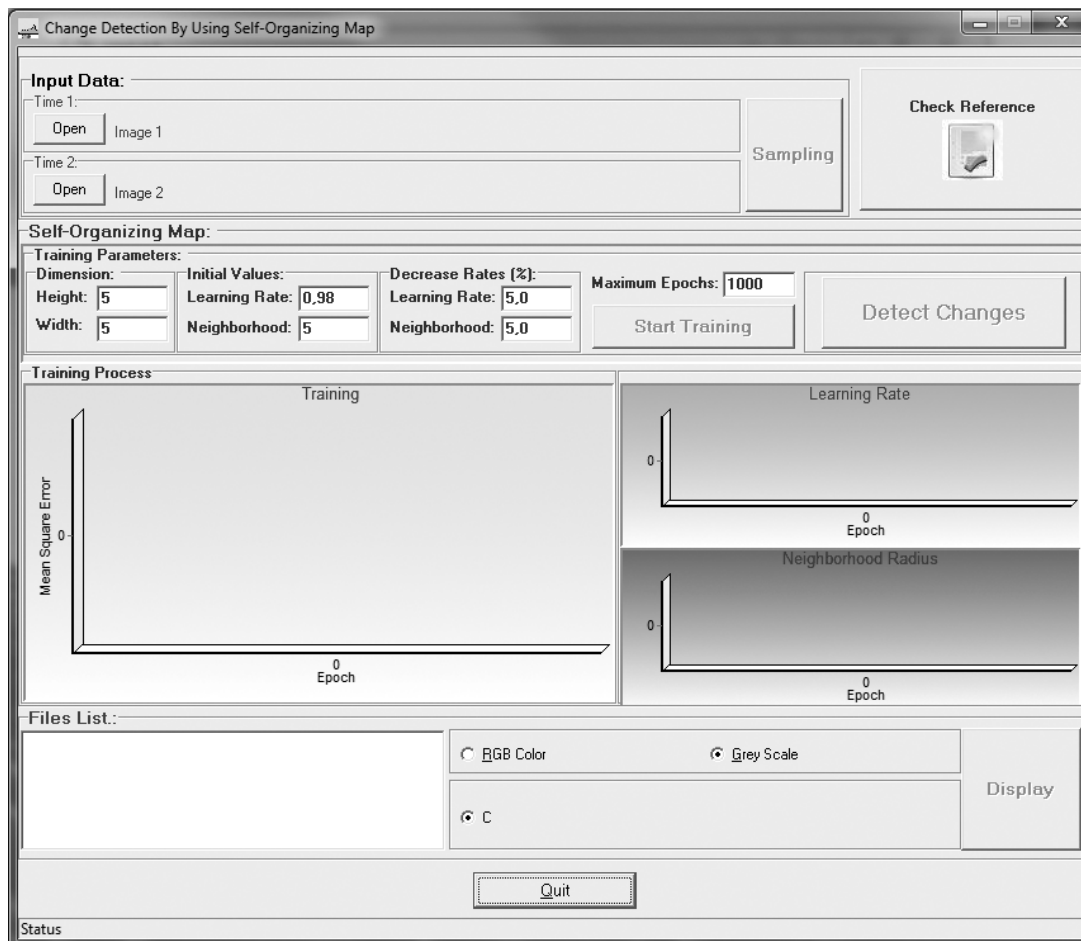 Change Detection By Using Self-Organizing Map
Input Data:
Time 1:
Open Image 1
Time 2:
Open Image 2
Sampling
Check Reference
Self-Organizing Map:
Training Parameters:
Dimension:
Height: 5
Width: 5
Initial Values:
Learning Rate: 0,98
Neighborhood: 5
Decrease Rates (%):
Learning Rate: 5,0
Neighborhood: 5,0
Maximum Epochs: 1000
Start Training
Detect Changes
Training Process
Training
Mean Square Error
0
0
Epoch
Learning Rate
0
0
Epoch
Neighborhood Radius
0
0
Epoch
Files List.:
RGB Color Grey Scale
C
Display
Quit
Status